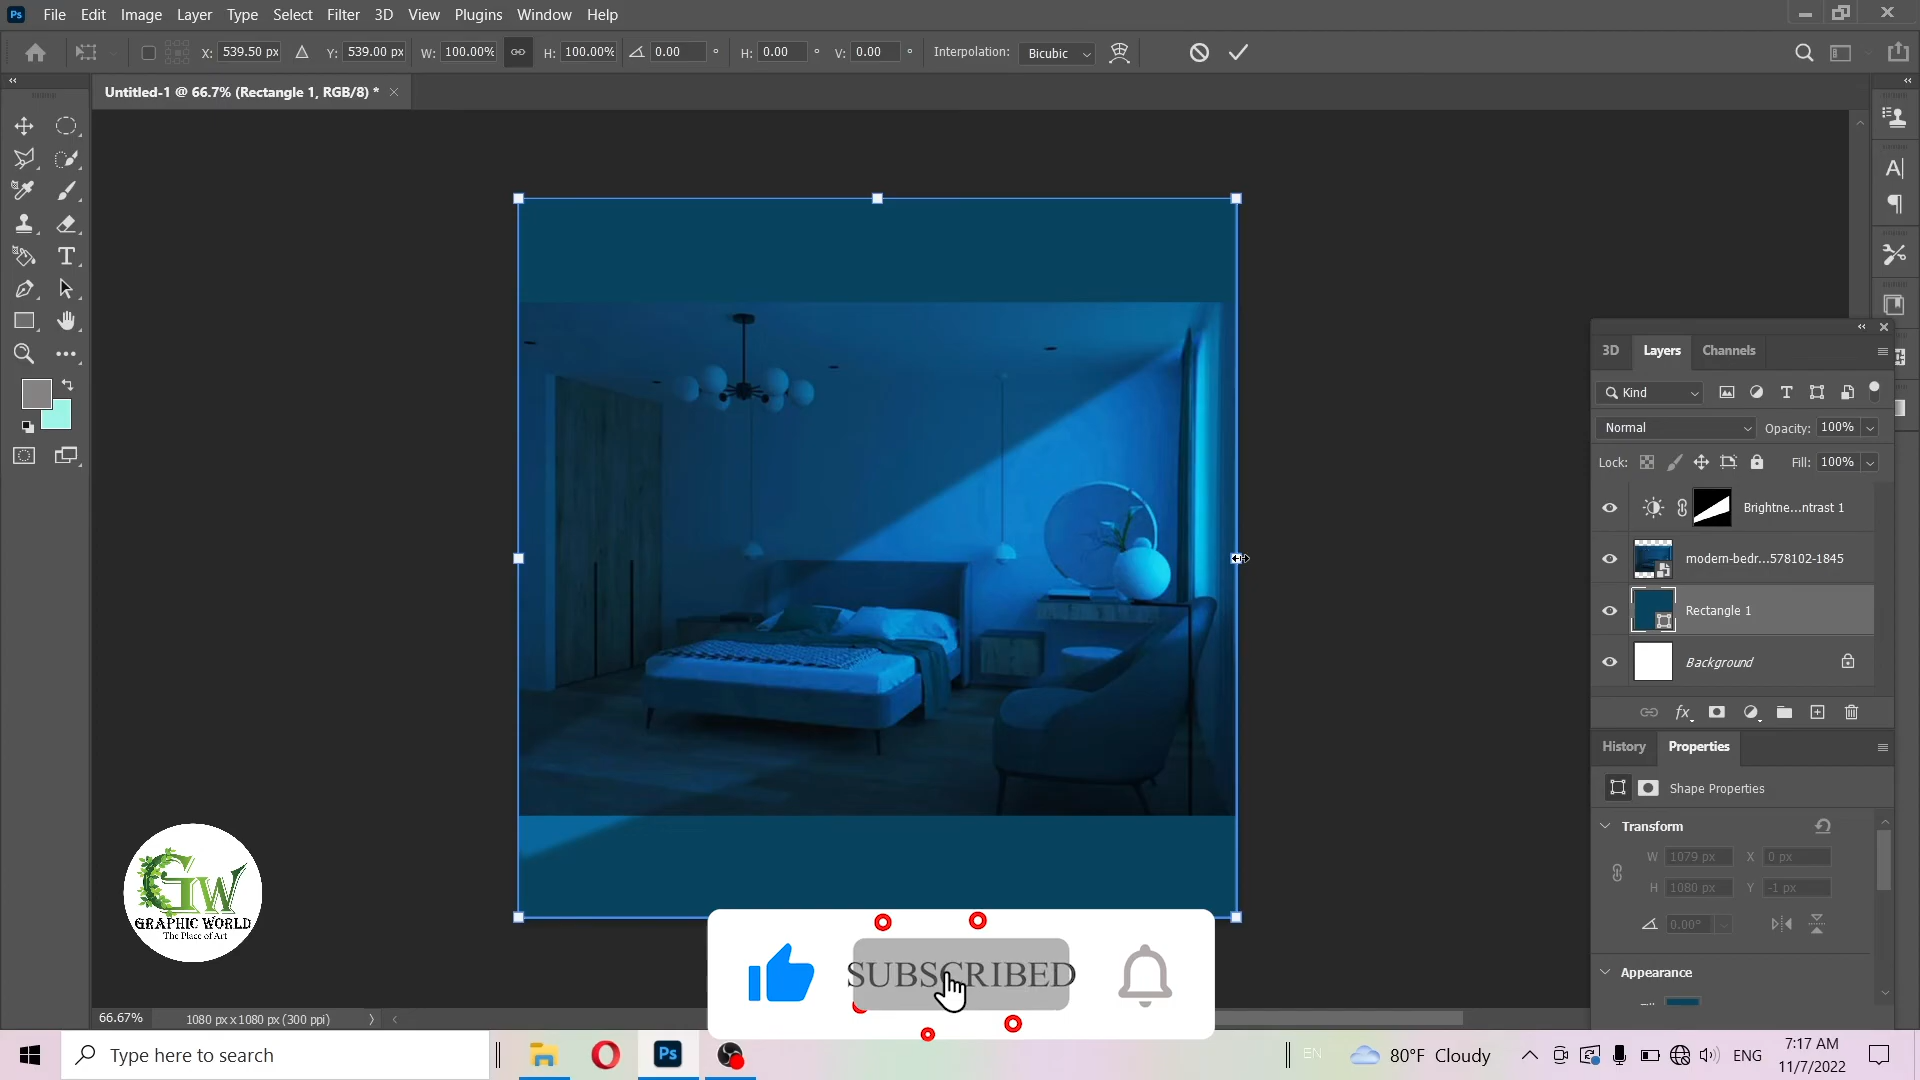 File Edit Image Layer Type Select Filter 3D View Plugins Window Help
X: 539.50 px Y: 539.00 px W: 100.00% H: 100.00% 0.00 ° H: 0.00 ° V: 0.00 ° Interpolation: Bicubic
Untitled-1 @ 66.7% (Rectangle 1, RGB/8) *
3D Layers Channels
Kind
Normal Opacity: 100%
Lock: Fill: 100%
Brightne...ntrast 1
modern-bedr...578102-1845
Rectangle 1
Background
History Properties
Shape Properties
Transform
W 1079 px X 0 px
H 1080 px Y -1 px
0.00°
Appearance
GW
GRAPHIC WORLD
The Place of Art
SUBSCRIBED
66.67% 1080 px x 1080 px (300 ppi)
Type here to search
Ps
EN
80°F Cloudy
ENG
7:17 AM
11/7/2022